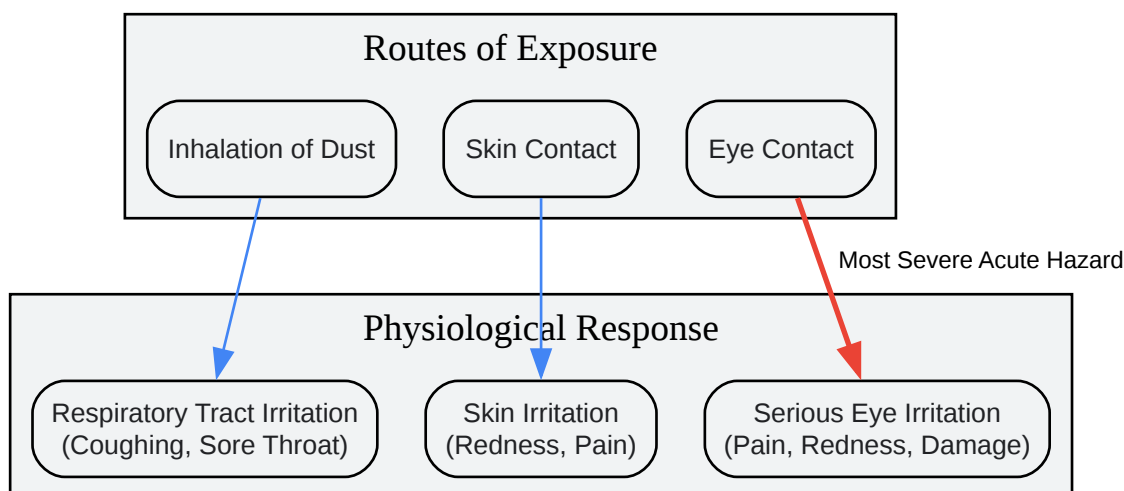 Routes of Exposure
Inhalation of Dust
Skin Contact
Eye Contact
Most Severe Acute Hazard
Physiological Response
Respiratory Tract Irritation
(Coughing, Sore Throat)
Skin Irritation
(Redness, Pain)
Serious Eye Irritation
(Pain, Redness, Damage)